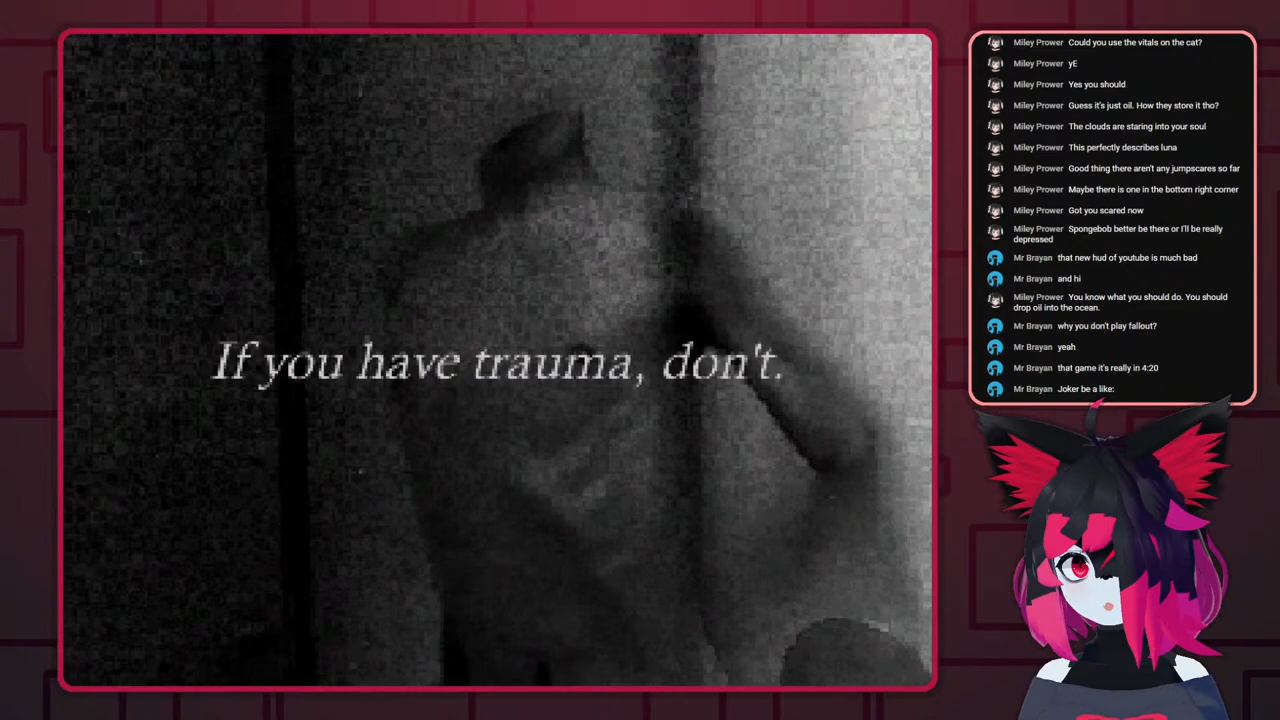 If you have trauma, don't.
Miley Prower Could you use the vitals on the cat?
Miley Prower yE
Miley Prower Yes you should
Miley Prower Guess it's just oil. How they store it tho?
Miley Prower The clouds are staring into your soul
Miley Prower This perfectly describes luna
Miley Prower Good thing there aren't any jumpscares so far
Miley Prower Maybe there is one in the bottom right corner
Miley Prower Got you scared now
Miley Prower Spongebob better be there or I'll be really
depressed
Mr Brayan that new hud of youtube is much bad
Mr Brayan and hi
Miley Prower You know what you should do. You should
drop oil into the ocean.
Mr Brayan why you don't play fallout?
Mr Brayan yeah
Mr Brayan that game it's really in 4:20
Mr Brayan Joker be a like: